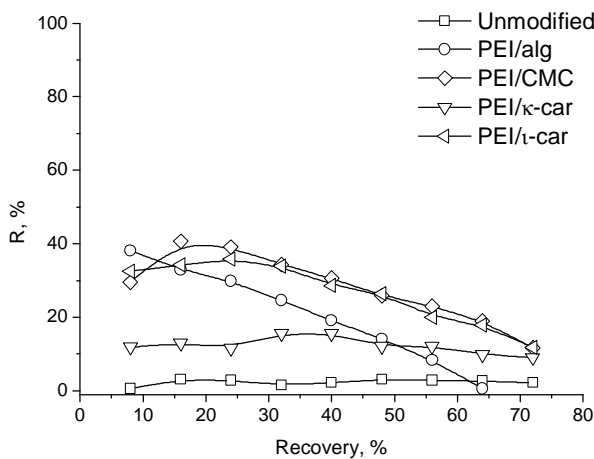 100
80
60
40
20
0
R, %
0 10 20 30 40 50 60 70 80
Recovery, %
Unmodified
PEI/alg
PEI/CMC
PEI/κ-car
PEI/ι-car